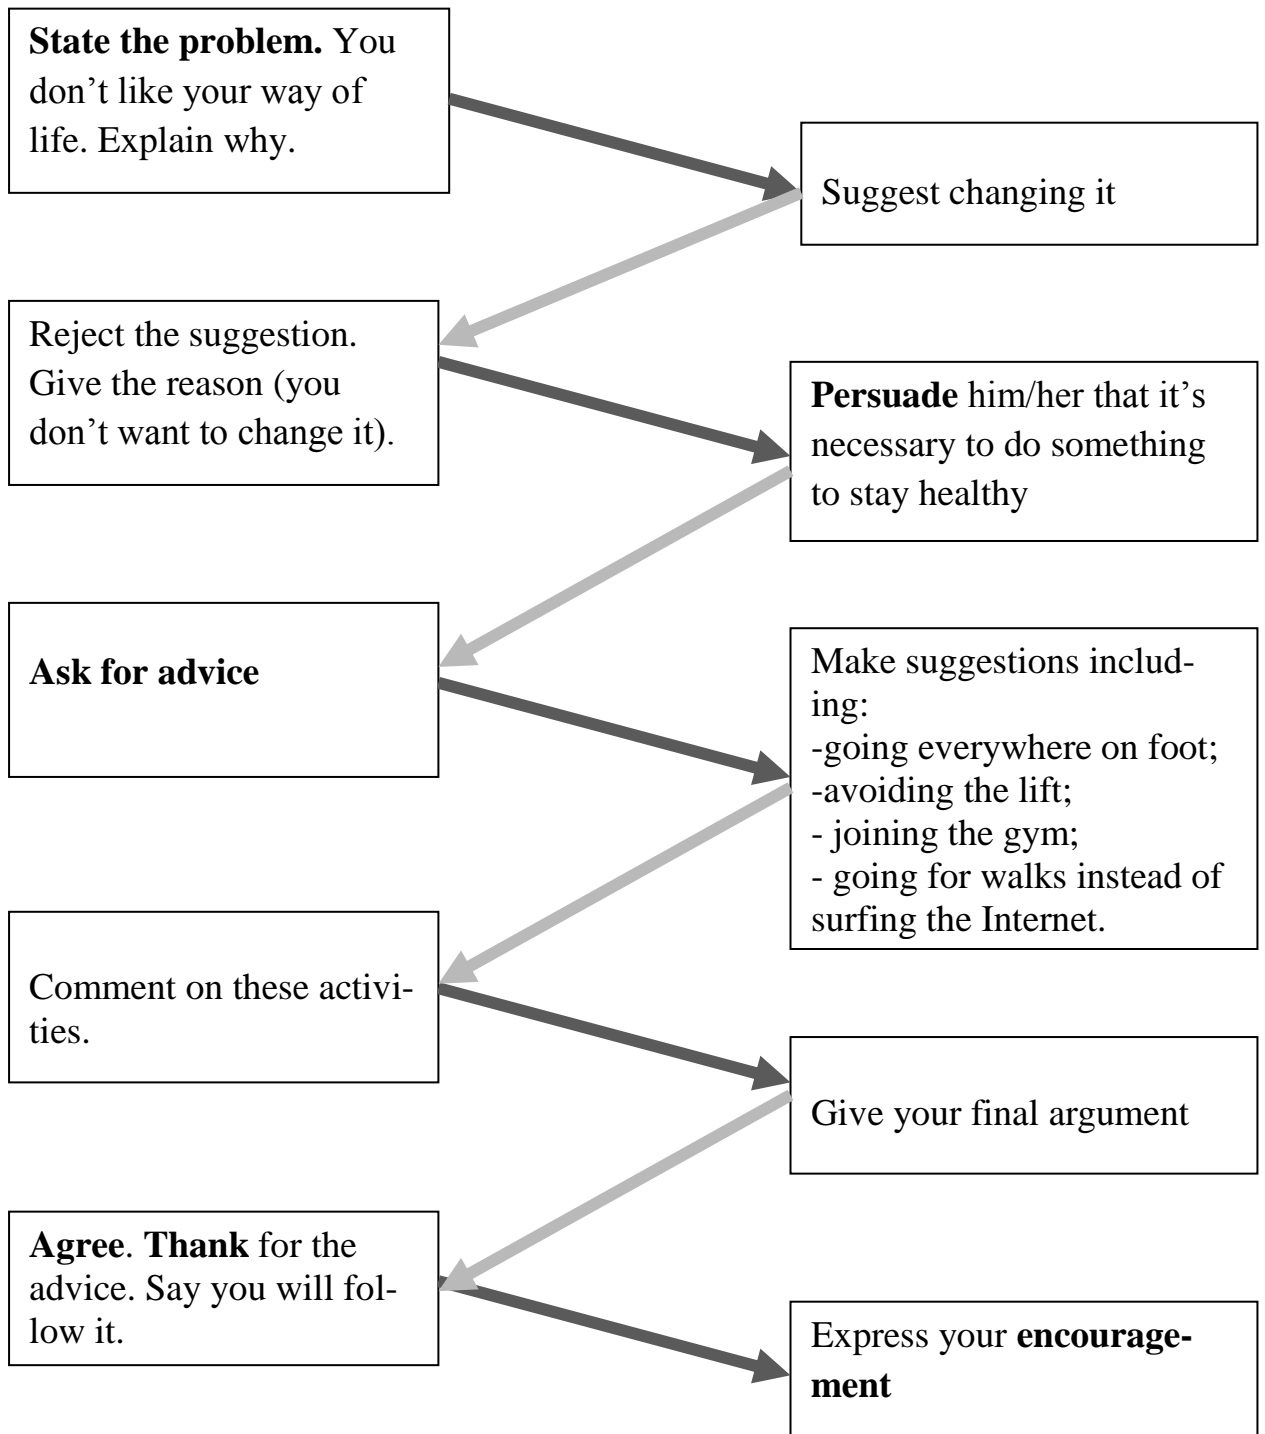 State the problem. You
don’t like your way of
life. Explain why.
Suggest changing it
Reject the suggestion.
Give the reason (you
don’t want to change it).
Persuade him/her that it’s
necessary to do something
to stay healthy
Ask for advice
Make suggestions includ-
ing:
-going everywhere on foot;
-avoiding the lift;
- joining the gym;
- going for walks instead of
surfing the Internet.
Comment on these activi-
ties.
Give your final argument
Agree. Thank for the
advice. Say you will fol-
low it.
Express your encourage-
ment